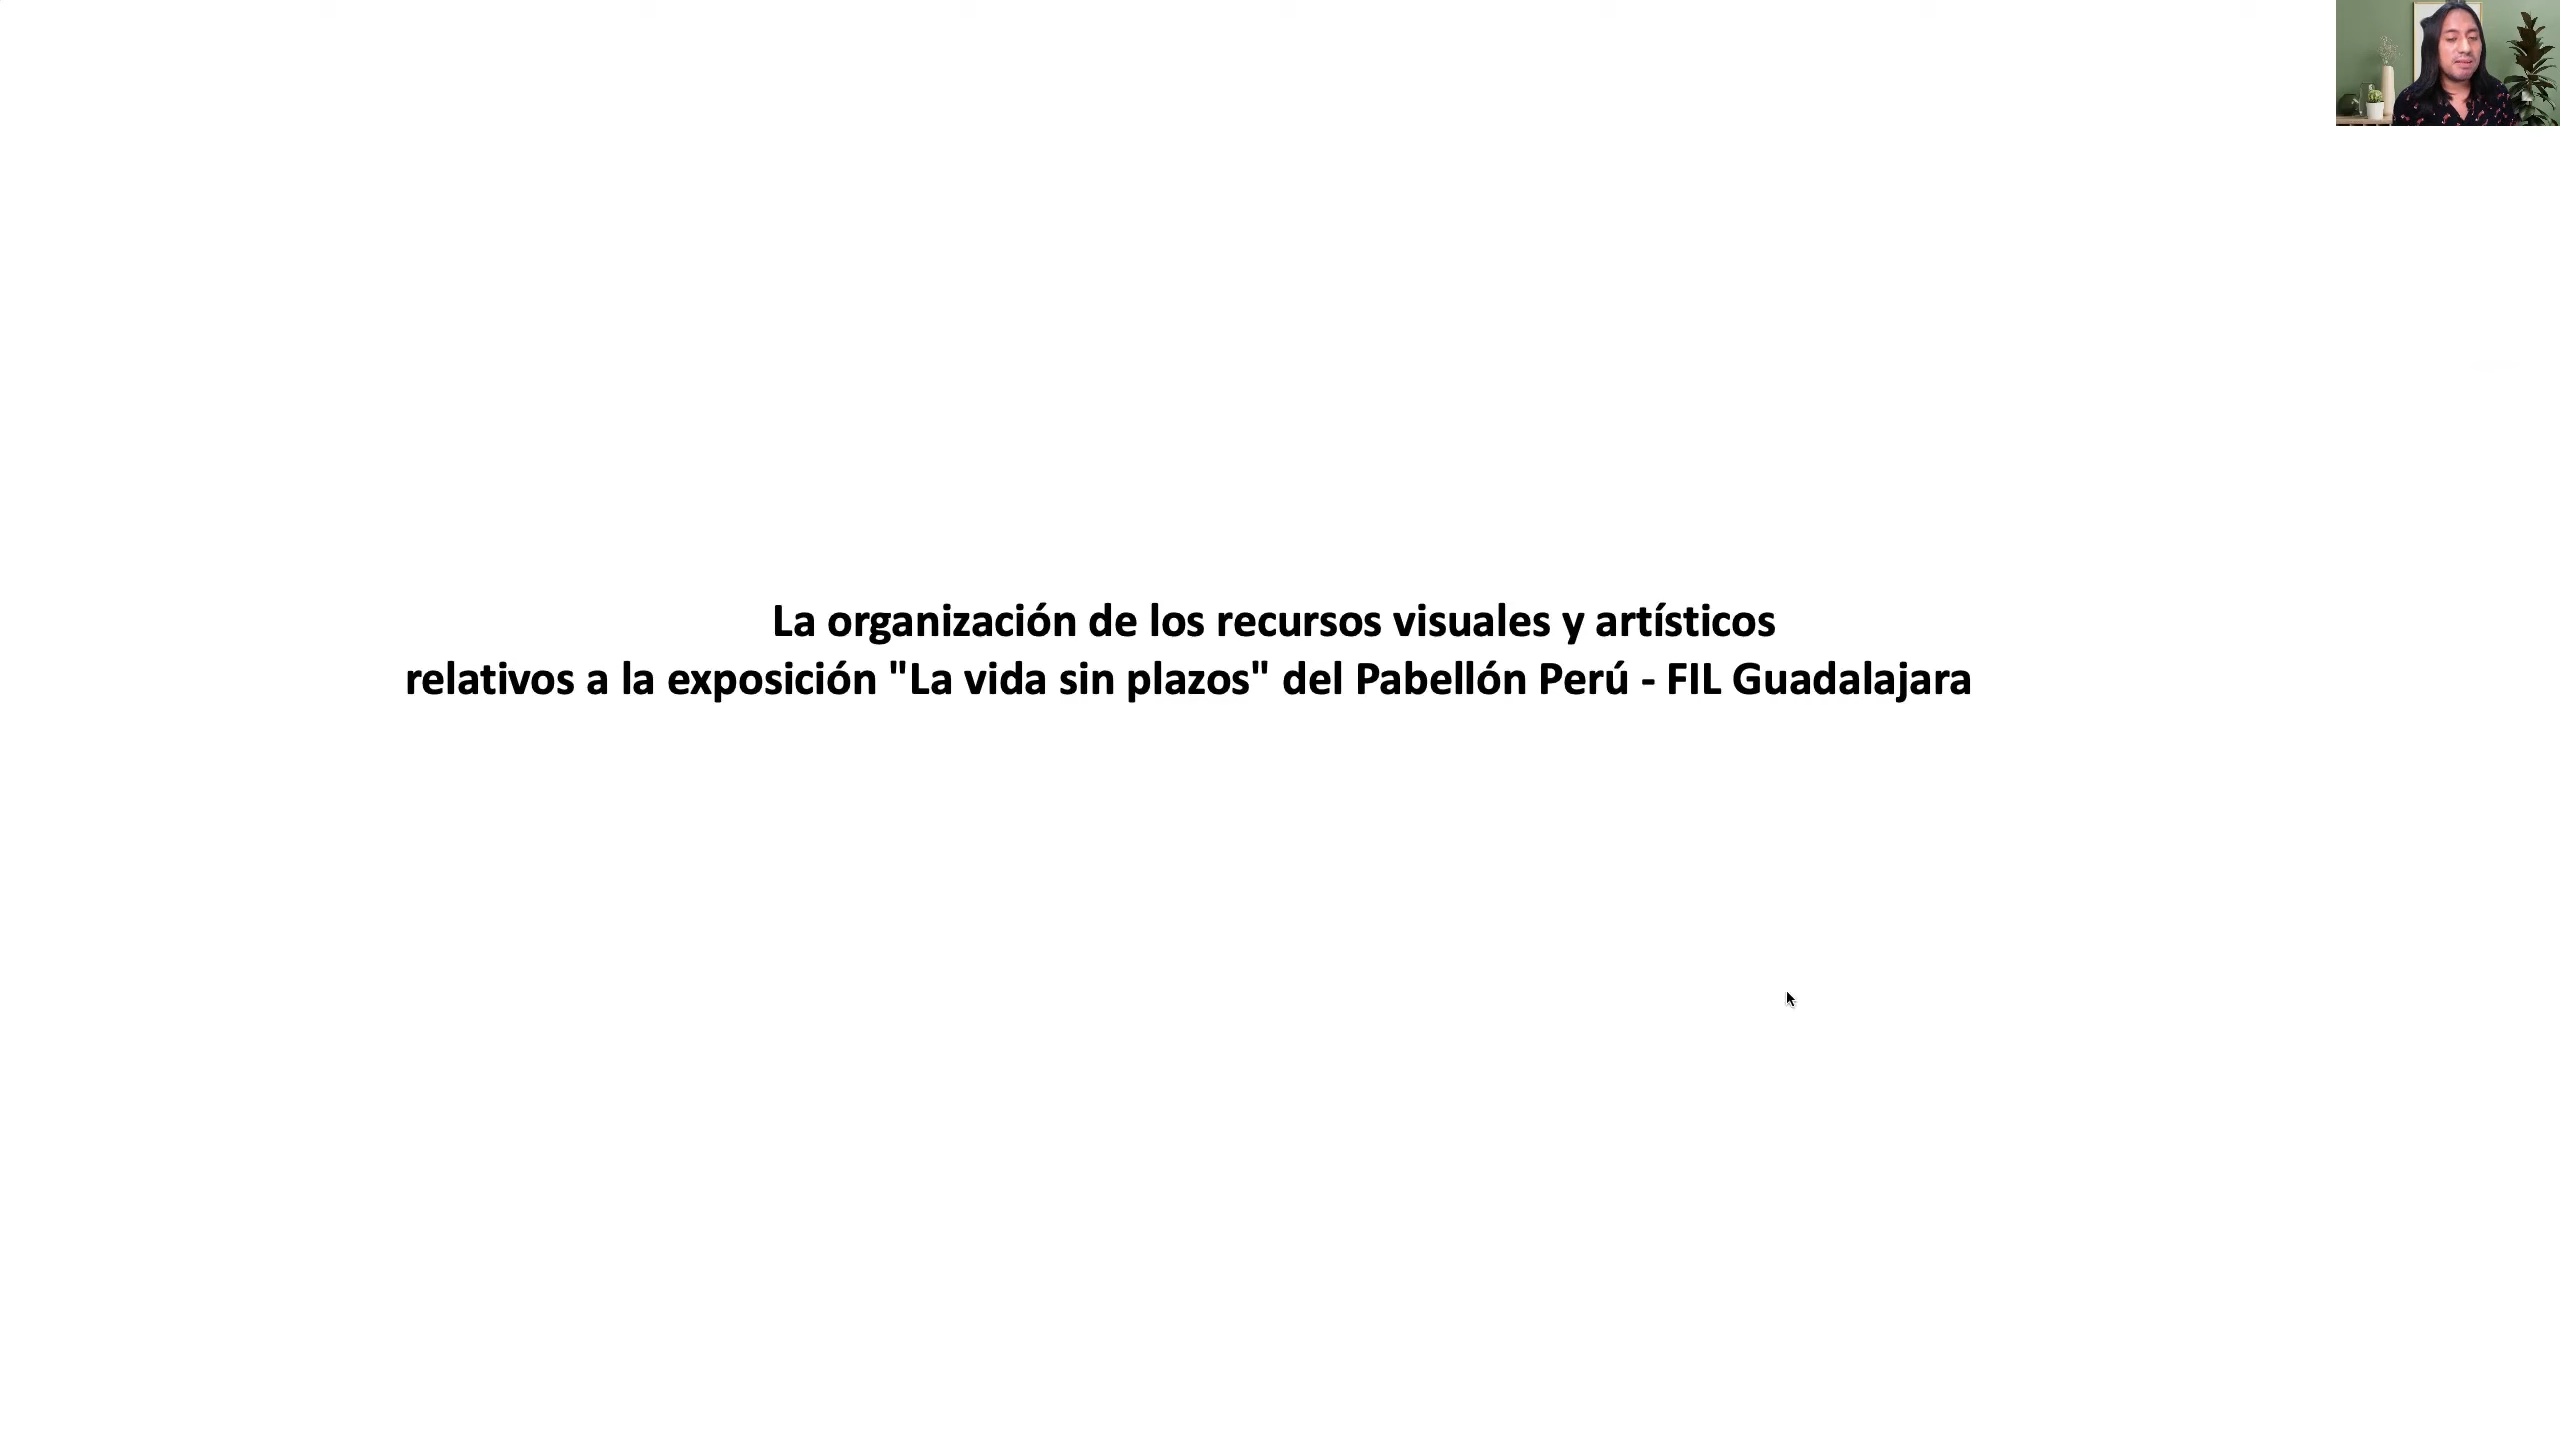 La organización de los recursos visuales y artísticos
relativos a la exposición "La vida sin plazos" del Pabellón Perú - FIL Guadalajara